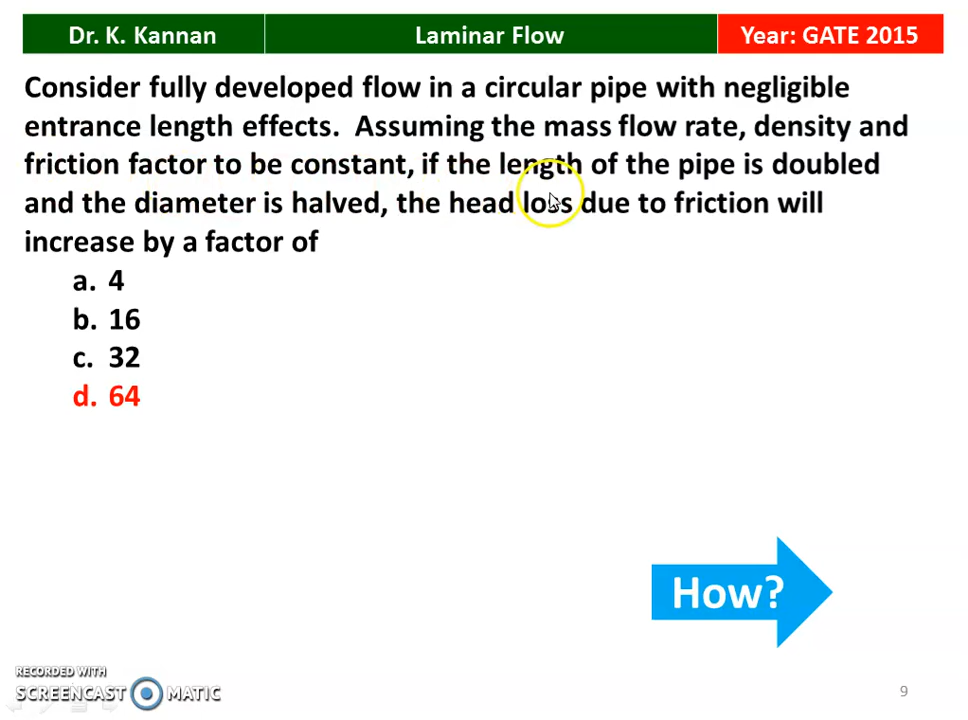 Dr. K. Kannan
Laminar Flow
Year: GATE 2015
Consider fully developed flow in a circular pipe with negligible
entrance length effects. Assuming the mass flow rate, density and
friction factor to be constant, if the length of the pipe is doubled
and the diameter is halved, the head loss due to friction will
increase by a factor of
a. 4
b. 16
c. 32
d. 64
How?
RECORDED WITH
SCREENCAST MATIC
9